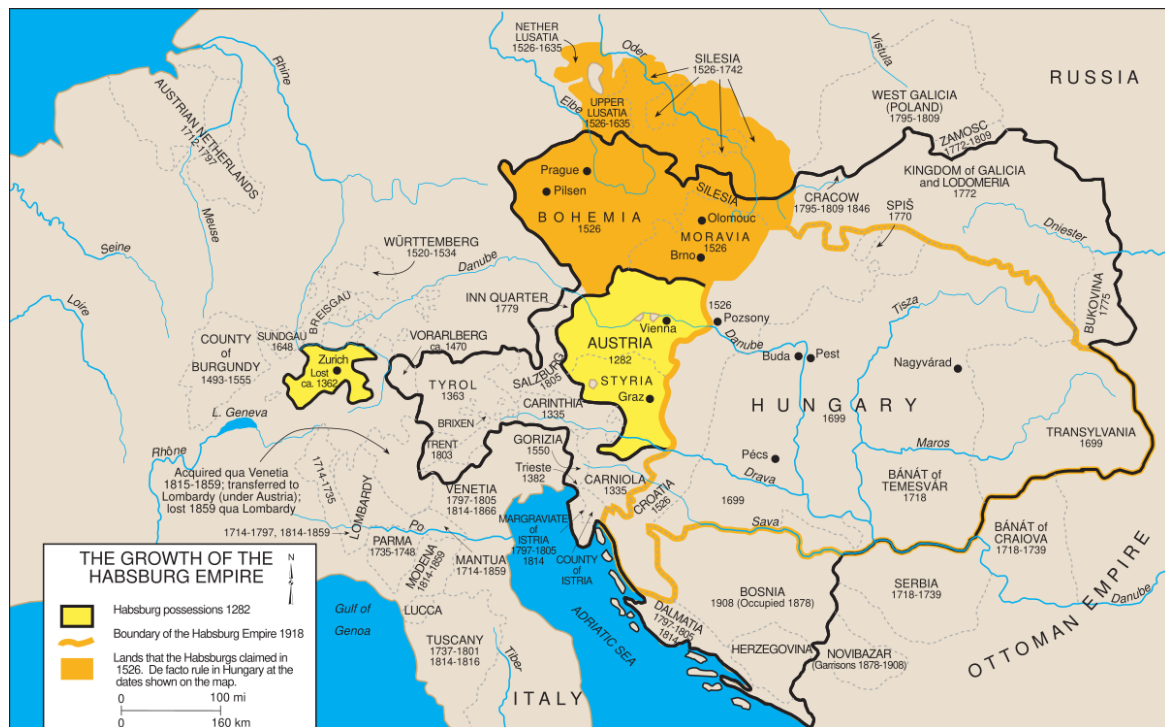 NETHER
LUSATIA
1526-1635
Oder
SILESIA
1526-1742
Vistula
RUSSIA
Rhine
AUSTRIAN NETHERLANDS
1712-1797
Elbe
UPPER
LUSATIA
1526-1635
WEST GALICIA
(POLAND)
1795-1809
ZAMOSC
1772-1809
Prague
Pilsen
BOHEMIA
1526
SILESIA
Olomouc
MORAVIA
1526
Brno
CRACOW
1795-1809 1846
KINGDOM of GALICIA
and LODOMERIA
1772
SPIŠ
1770
Dniester
Meuse
Seine
Loire
WÜRTTEMBERG
1520-1534
Danube
INN QUARTER
1779
1526
Pozsony
Vienna
Danube
Tisza
BUKOVINA
1775
BREISGAU
SUNDGAU
1648
COUNTY
of
BURGUNDY
1493-1555
Zurich
Lost
ca. 1362
VORARLBERG
ca. 1470
AUSTRIA
1282
Buda
Pest
Nagyvárad
TYROL
1363
SALZBURG
1805
STYRIA
Graz
HUNGARY
1699
L. Geneva
BRIXEN
CARINTHIA
1335
TRENT
1803
GORIZIA
1550
Maros
TRANSYLVANIA
1699
Rhône
Acquired qua Venetia
1815-1859; transferred to
Lombardy (under Austria);
lost 1859 qua Lombardy
1714-1735
LOMBARDY
VENETIA
1797-1805
1814-1866
Trieste
1382
CARNIOLA
1335
CROATIA
1526
Pécs
Drava
1699
BÁNÁT of
TEMESVÁR
1718
Sava
1714-1797, 1814-1859
Po
PARMA
1735-1748
MODENA
1814-1859
MANTUA
1714-1859
MARGRAVIATE
of
ISTRIA
1797-1805
1814
COUNTY
of
ISTRIA
BÁNÁT of
CRAIOVA
1718-1739
LUCCA
Gulf of
Genoa
TUSCANY
1737-1801
1814-1816
Tiber
ITALY
ADRIATIC SEA
DALMATIA
1797-1805
1814
BOSNIA
1908 (Occupied 1878)
HERZEGOVINA
SERBIA
1718-1739
NOVIBAZAR
(Garrisons 1878-1908)
Danube
OTTOMAN EMPIRE
THE GROWTH OF THE
HABSBURG EMPIRE
N
Habsburg possessions 1282
Boundary of the Habsburg Empire 1918
Lands that the Habsburgs claimed in
1526. De facto rule in Hungary at the
dates shown on the map.
0 100 mi
0 160 km